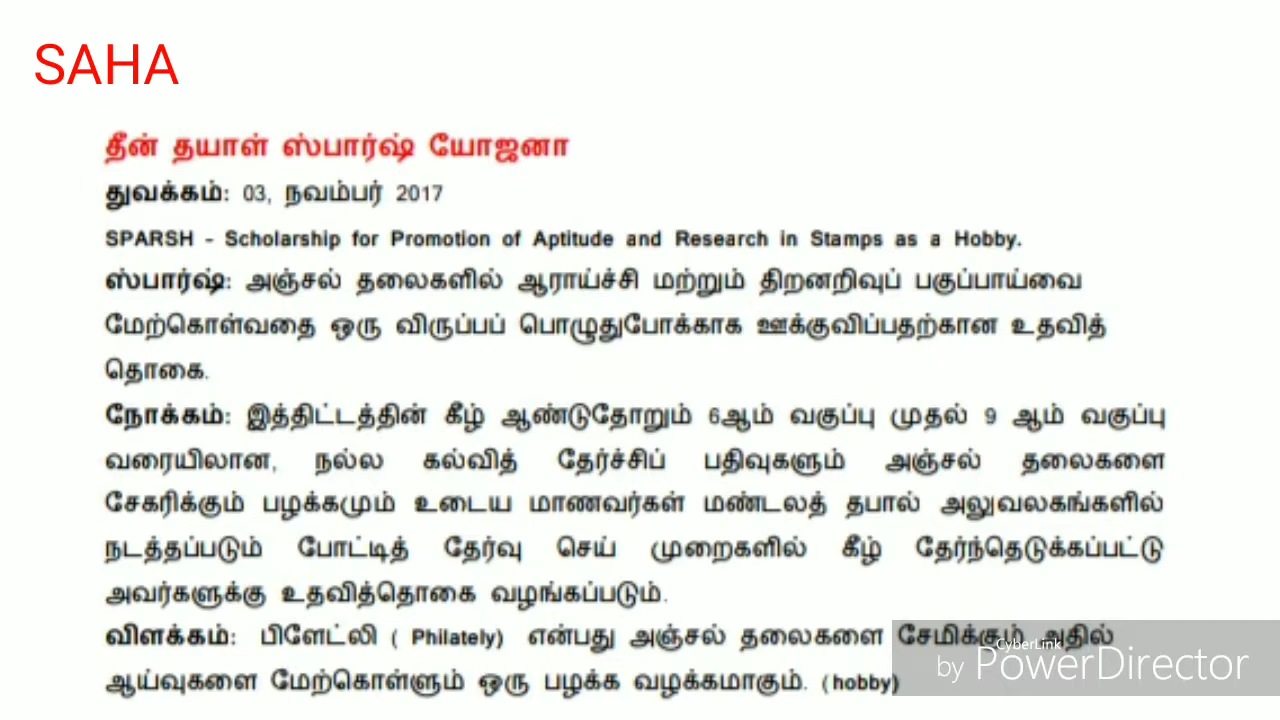 SAHA
தீன் தயாள் ஸ்பார்ஷ் யோஜனா
துவக்கம்: 03, நவம்பர் 2017
SPARSH - Scholarship for Promotion of Aptitude and Research in Stamps as a Hobby.
ஸ்பார்ஷ்: அஞ்சல் தலைகளில் ஆராய்ச்சி மற்றும் திறனறிவுப் பகுப்பாய்வை
மேற்கொள்வதை ஒரு விருப்பப் பொழுதுபோக்காக ஊக்குவிப்பதற்கான உதவித்
தொகை.
நோக்கம்: இத்திட்டத்தின் கீழ் ஆண்டுதோறும் 6ஆம் வகுப்பு முதல் 9 ஆம் வகுப்பு
வரையிலான, நல்ல கல்வித் தேர்ச்சிப் பதிவுகளும் அஞ்சல் தலைகளை
சேகரிக்கும் பழக்கமும் உடைய மாணவர்கள் மண்டலத் தபால் அலுவலகங்களில்
நடத்தப்படும் போட்டித் தேர்வு செய் முறைகளில் கீழ் தேர்ந்தெடுக்கப்பட்டு
அவர்களுக்கு உதவித்தொகை வழங்கப்படும்.
விளக்கம்: பிளேட்லி ( Philately) என்பது அஞ்சல் தலைகளை சேமிக்கும் அதில்
ஆய்வுகளை மேற்கொள்ளும் ஒரு பழக்க வழக்கமாகும். (hobby)
CyberLink
by PowerDirector